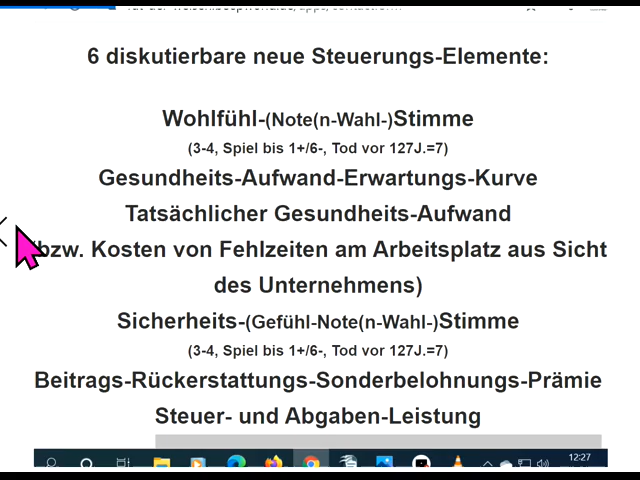 6 diskutierbare neue Steuerungs-Elemente:
Wohlfühl-(Note(n-Wahl-)Stimme
(3-4, Spiel bis 1+/6-, Tod vor 127J.=7)
Gesundheits-Aufwand-Erwartungs-Kurve
Tatsächlicher Gesundheits-Aufwand
bzw. Kosten von Fehlzeiten am Arbeitsplatz aus Sicht
des Unternehmens)
Sicherheits-(Gefühl-Note(n-Wahl-)Stimme
(3-4, Spiel bis 1+/6-, Tod vor 127J.=7)
Beitrags-Rückerstattungs-Sonderbelohnungs-Prämie
Steuer- und Abgaben-Leistung
12:27